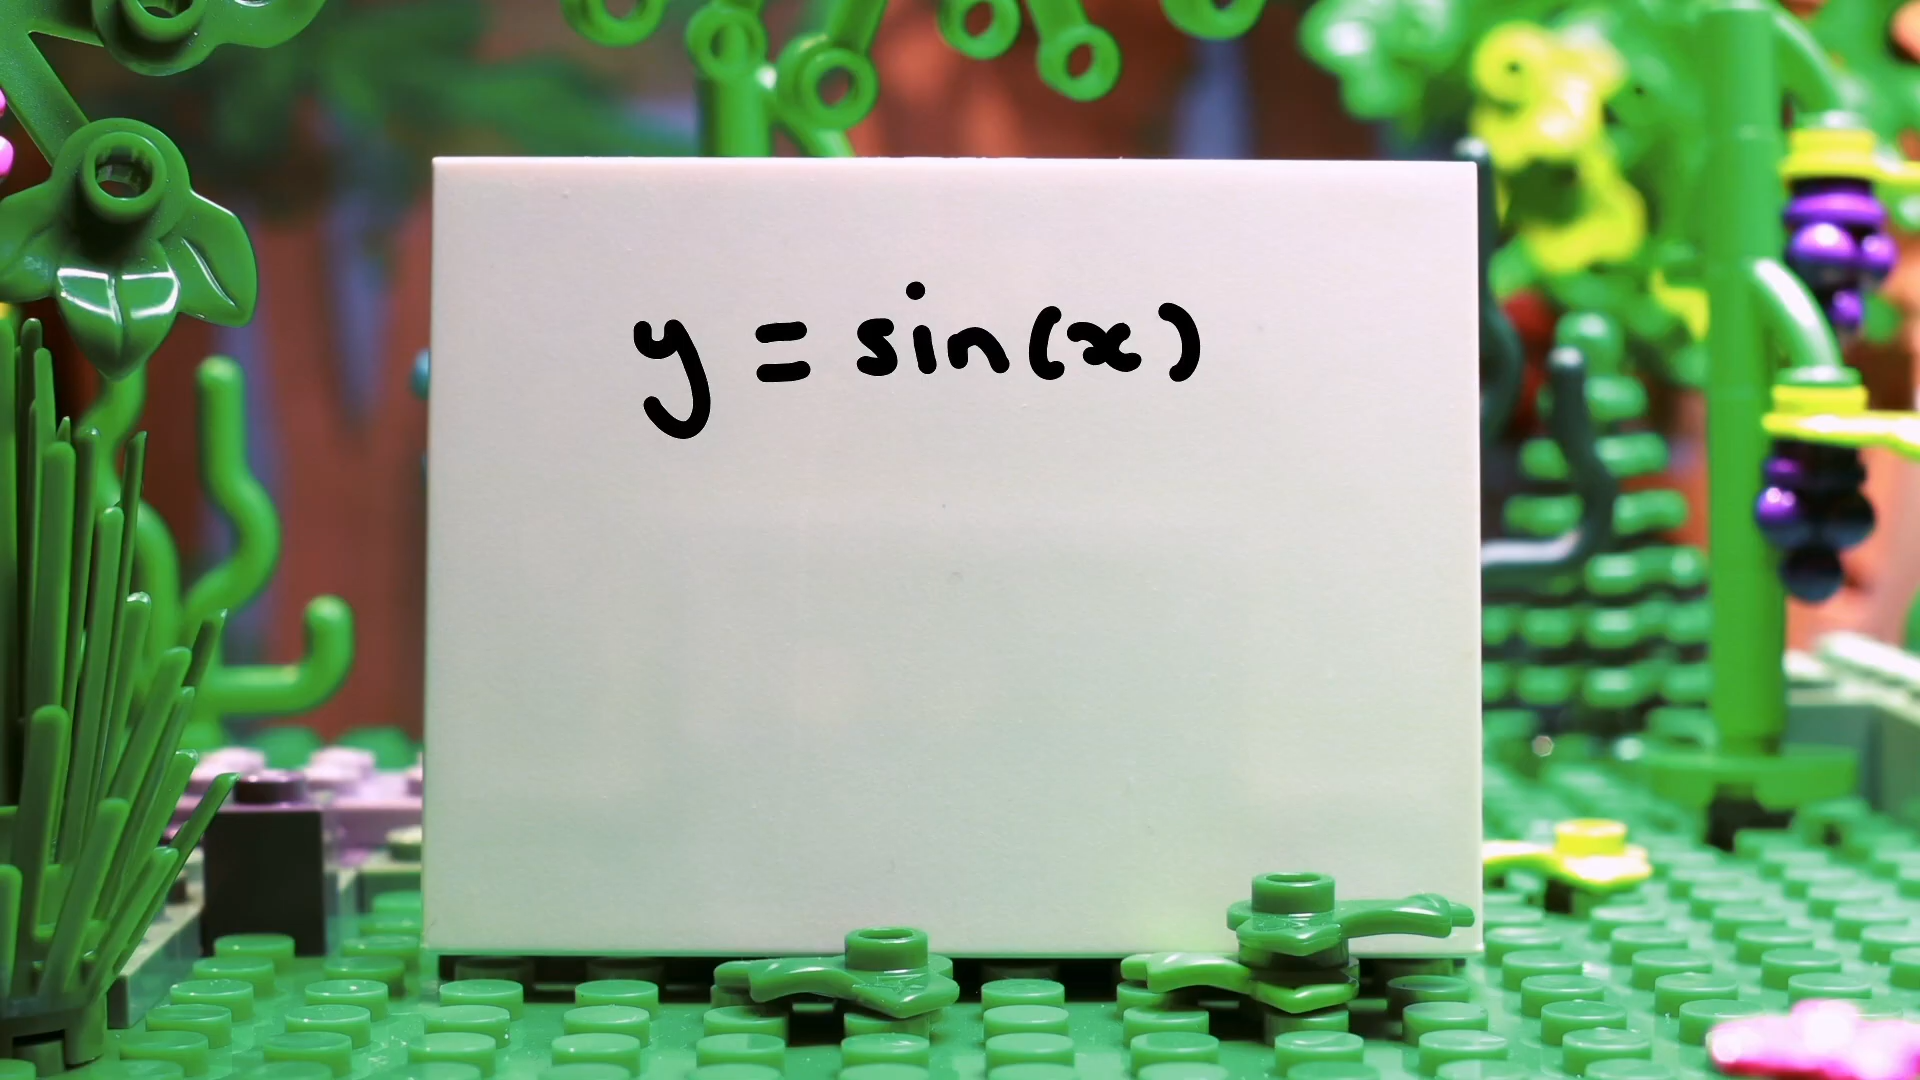 y = sin(x)